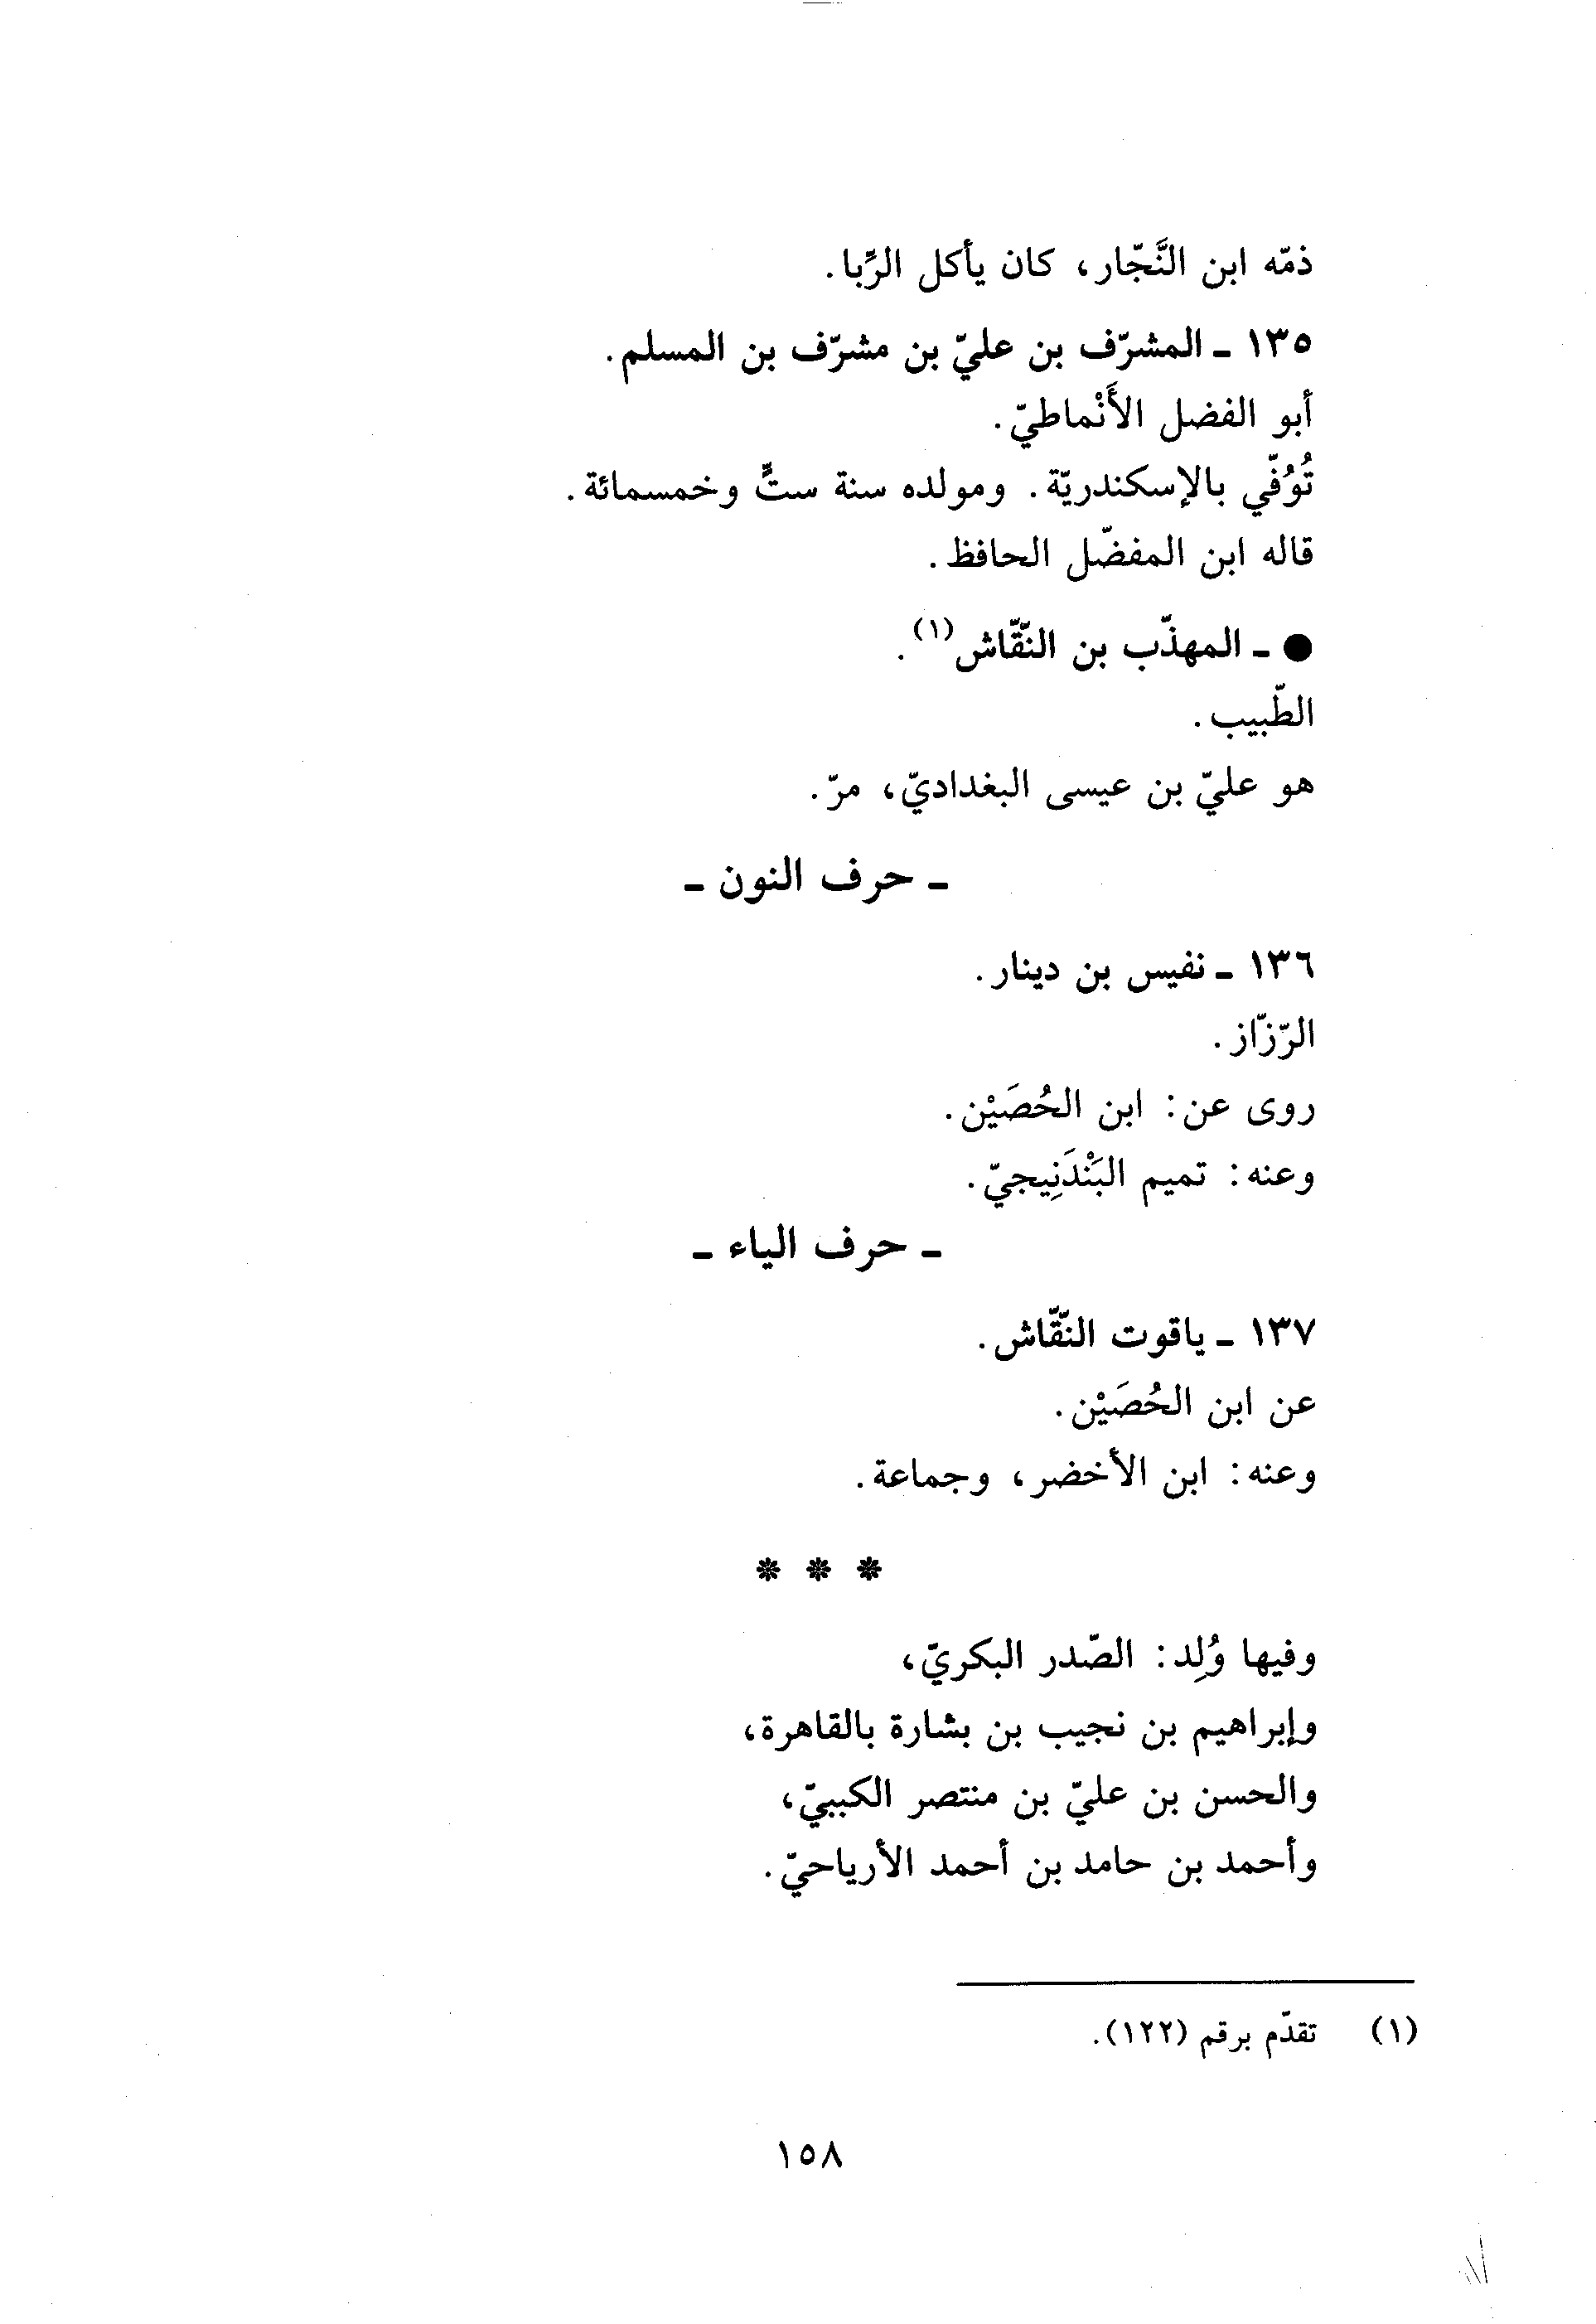 ذمّه ابن النَّجّار، كان يأكل الرِّبا.
١٣٥ ـ المشرّف بن عليّ بن مشرّف بن المسلم.
أبو الفضل الأَنْماطيّ.
تُوُفّي بالإسكندريّة. ومولده سنة ستٍّ وخمسمائة.
قاله ابن المفضّل الحافظ.
● ـ المهذّب بن النّقّاش(١).
الطّبيب.
هو عليّ بن عيسى البغداديّ، مرّ.
ـ حرف النون ـ
١٣٦ ـ نفيس بن دينار.
الرّزّاز.
روى عن: ابن الحُصَيْن.
وعنه: تميم البَنْدَنِيجيّ.
ـ حرف الياء ـ
١٣٧ ـ ياقوت النّقّاش.
عن ابن الحُصَيْن.
وعنه: ابن الأخضر، وجماعة.
* * *
وفيها وُلِد: الصّدر البكريّ،
وإبراهيم بن نجيب بن بشارة بالقاهرة،
والحسن بن عليّ بن منتصر الكببيّ،
وأحمد بن حامد بن أحمد الأرياحيّ.
(١) تقدّم برقم (١٢٢).
١٥٨